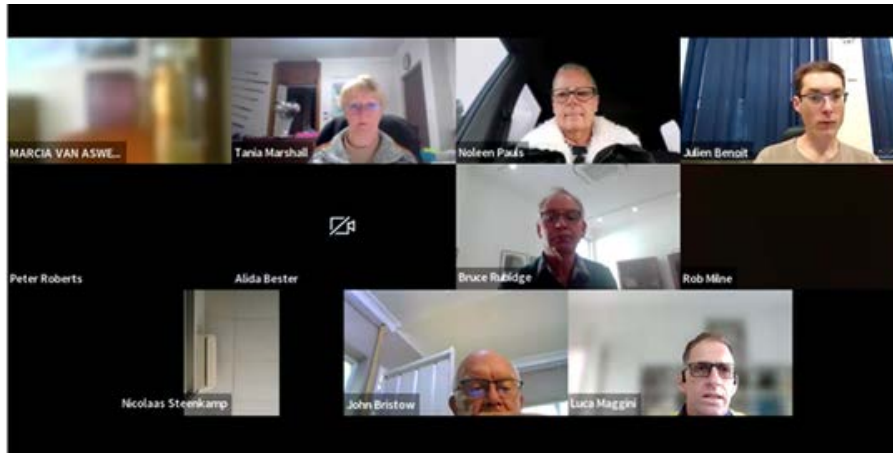 MARCIA VAN ASWE...
Tania Marshall
Noleen Pauls
Julien Benoit
Peter Roberts
Alida Bester
Bruce Rubidge
Rob Milne
Nicolaas Steenkamp
John Bristow
Luca Maggini